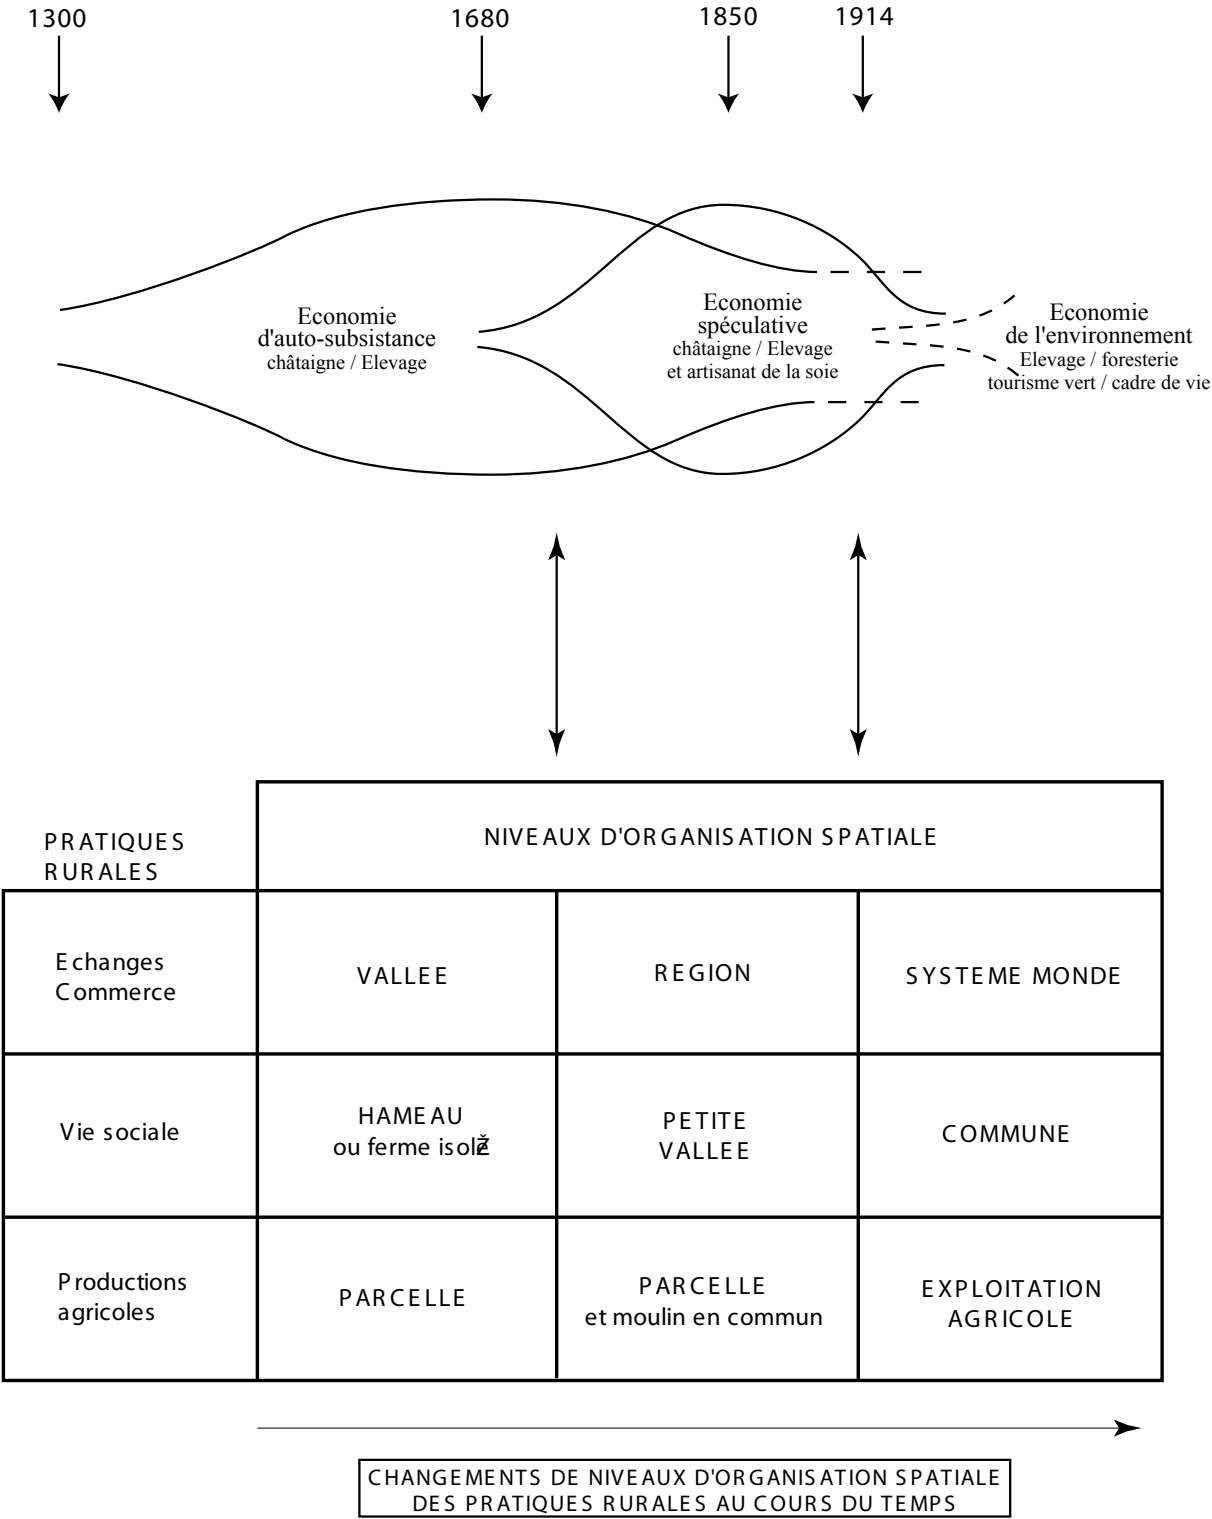 1300
1680
1850
1914
Economie
d'auto-subsistance
châtaigne / Elevage
Economie
spéculative
châtaigne / Elevage
et artisanat de la soie
Economie
de l'environnement
Elevage / foresterie
tourisme vert / cadre de vie
PRATIQUES
RURALES
NIVEAUX D'ORGANISATION SPATIALE
Echanges
Commerce
VALLEE
REGION
SYSTEME MONDE
Vie sociale
HAMEAU
ou ferme
PETITE
VALLEE
COMMUNE
Productions
agricoles
PARCELLE
PARCELLE
et moulin en commun
EXPLOITATION
AGRICOLE
CHANGEMENTS DE NIVEAUX D'ORGANISATION SPATIALE
DES PRATIQUES RURALES AU COURS DU TEMPS